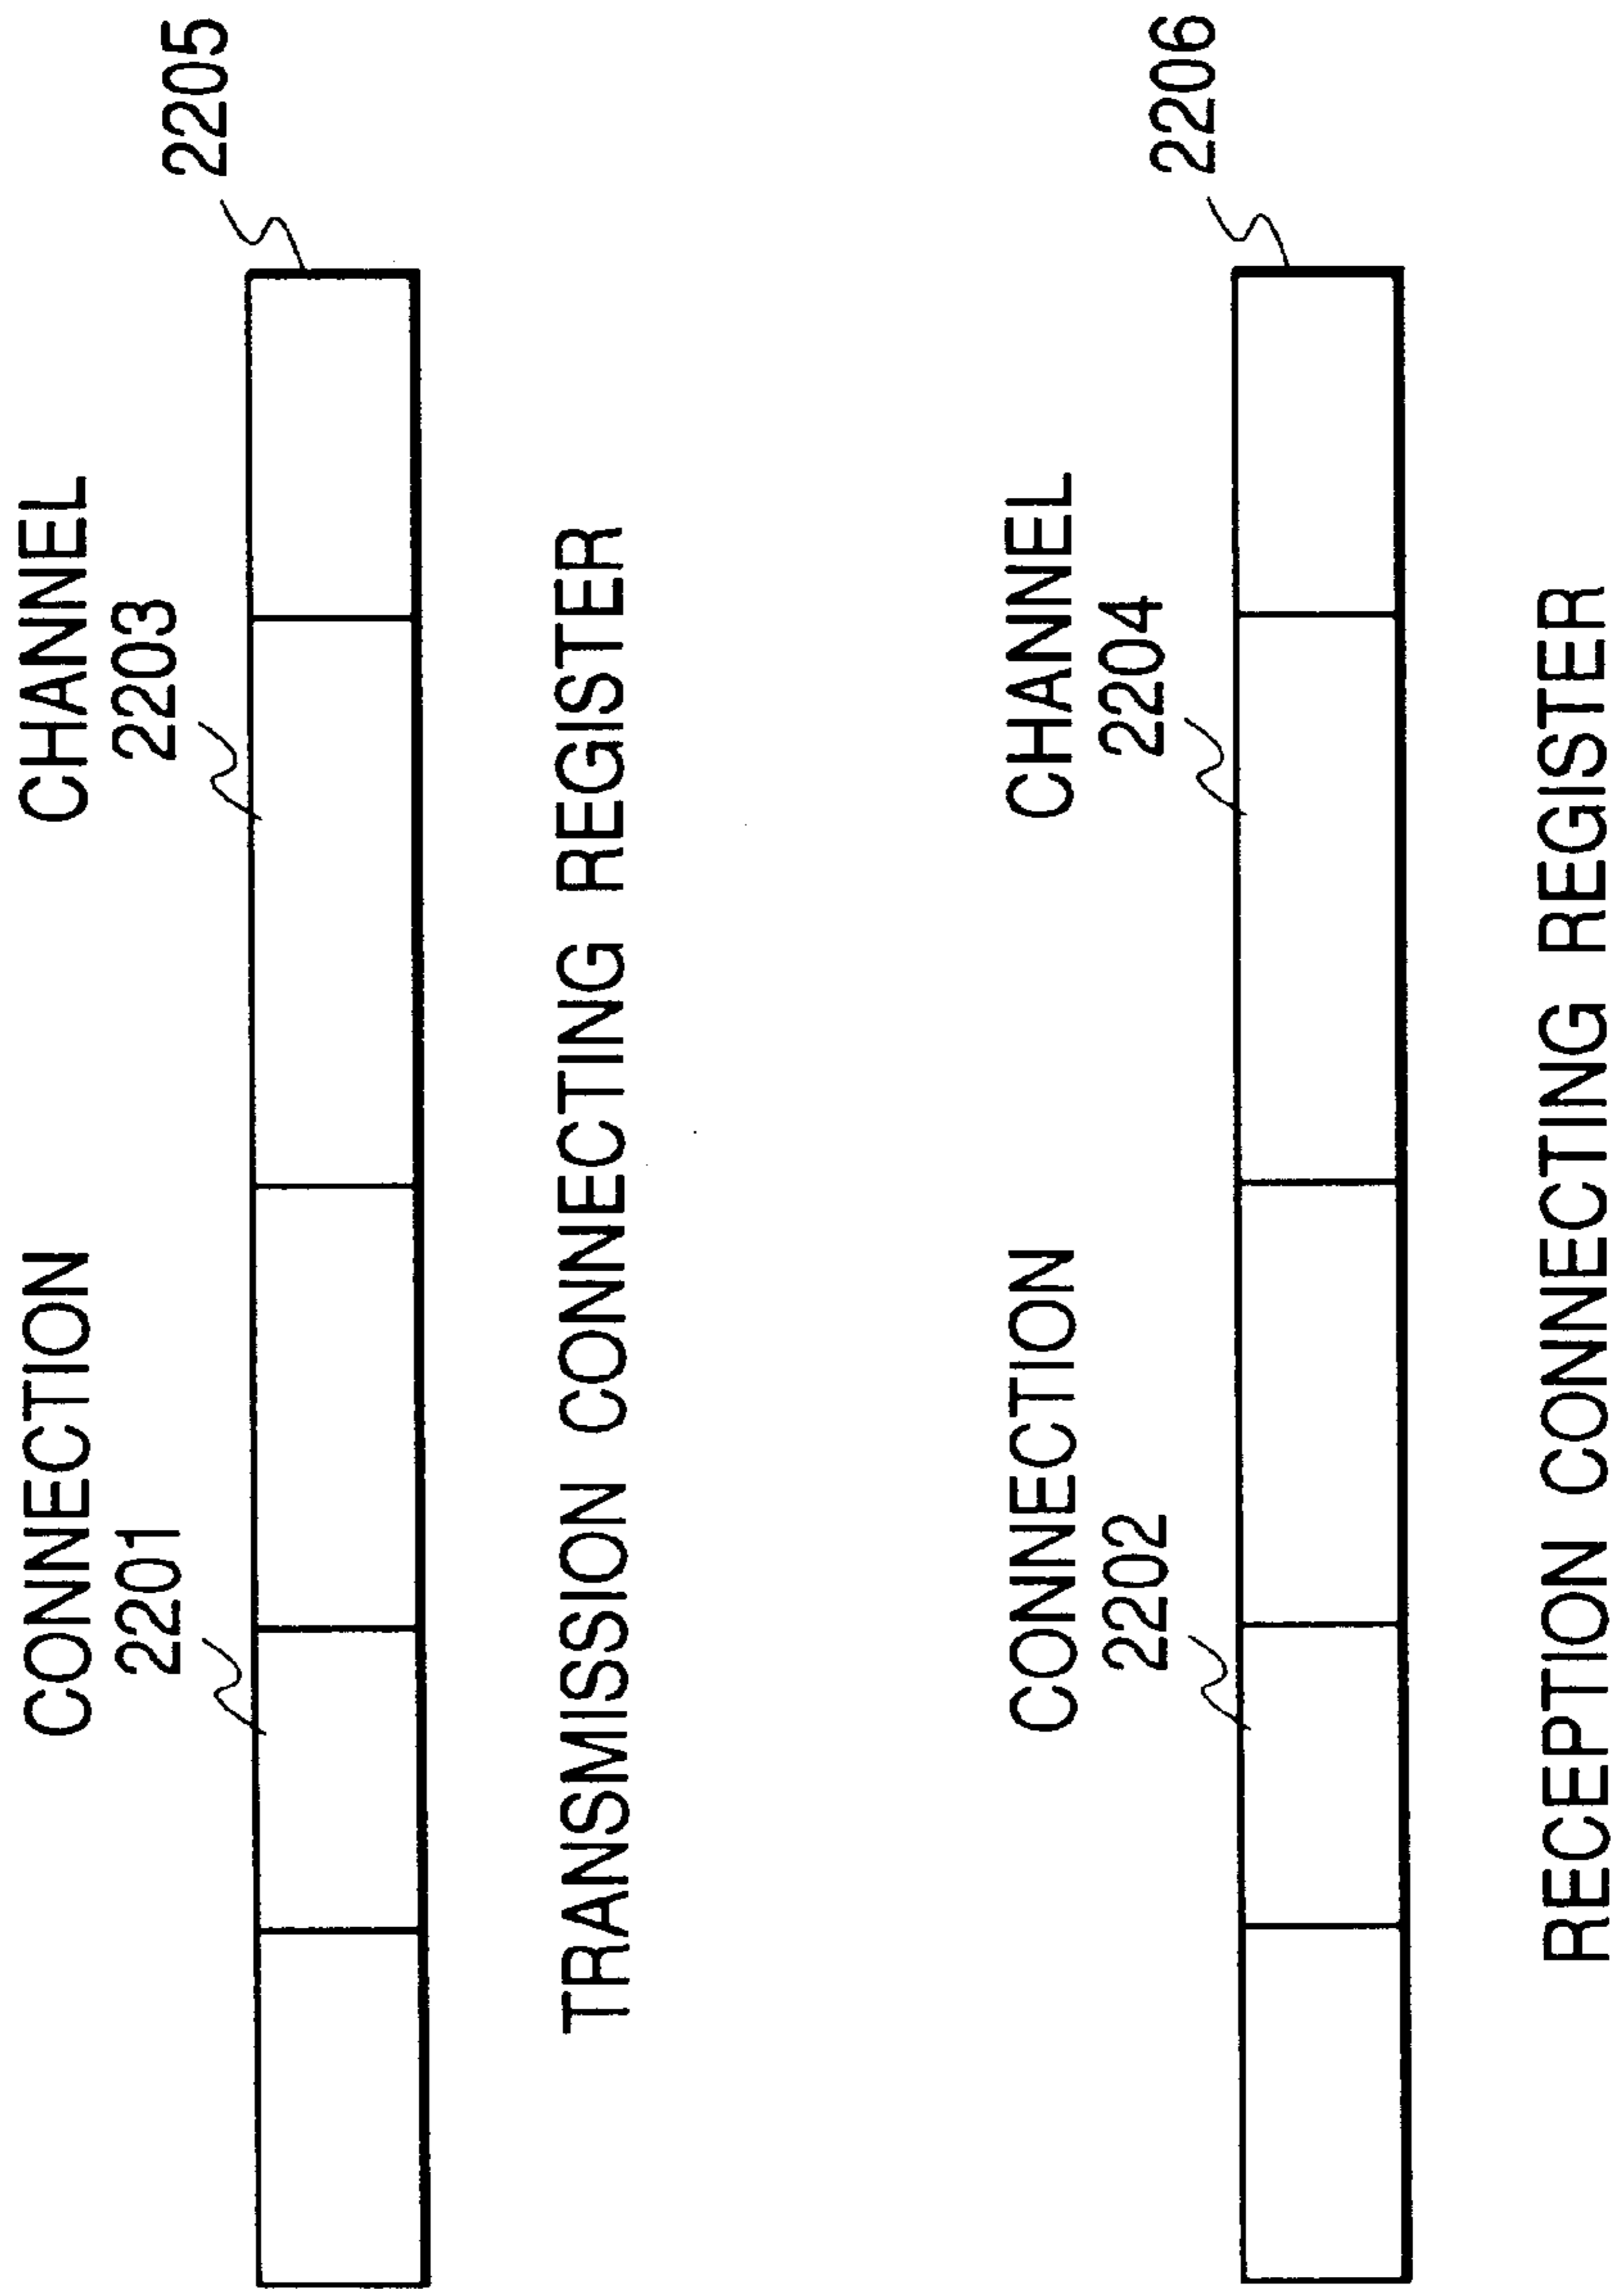 CONNECTION
CHANNEL
2201
2203
2205
TRANSMISSION CONNECTING REGISTER
CONNECTION
CHANNEL
2202
2204
2206
RECEPTION CONNECTING REGISTER